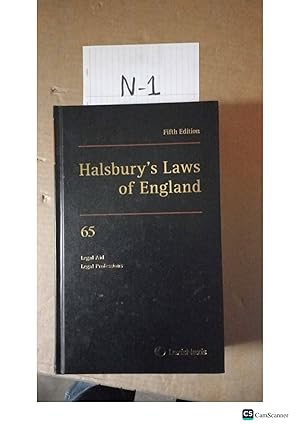 N-1
Fifth Edition
Halsbury's Laws
of England
65
Legal Aid
Legal Professions
LexisNexis
CS CamScanner